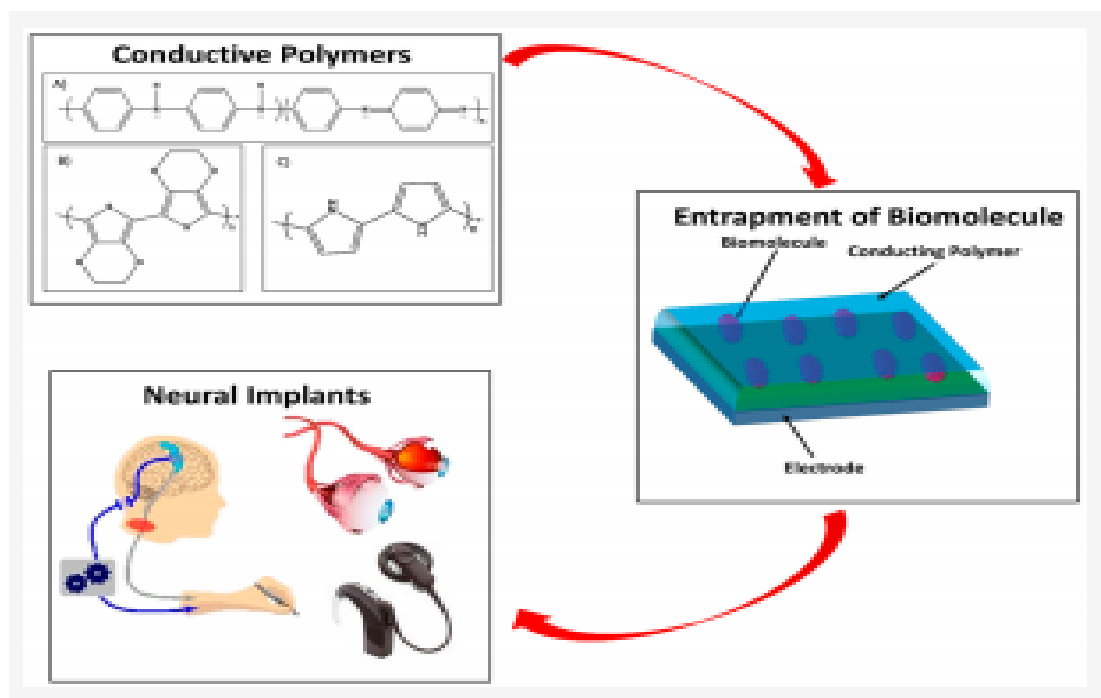 Conductive Polymers
A)
B)
C)
Entrapment of Biomolecule
Biomolecule
Conducting Polymer
Electrode
Neural Implants